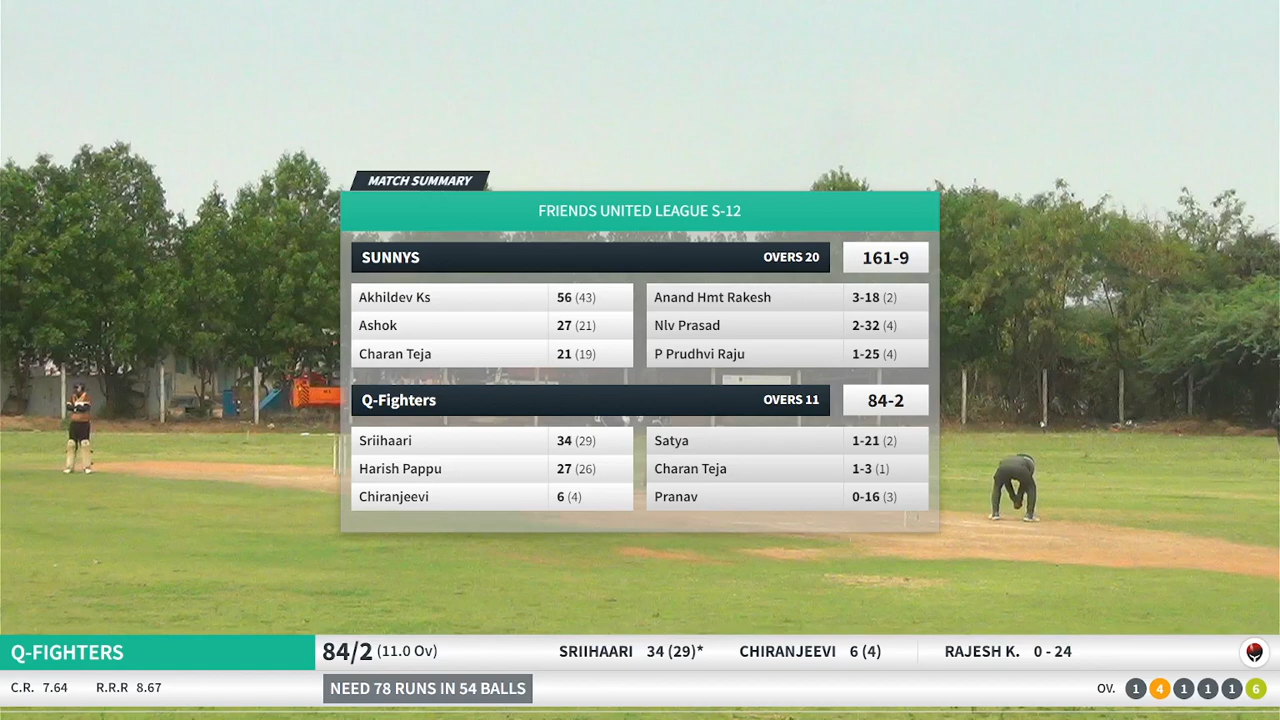 MATCH SUMMARY
FRIENDS UNITED LEAGUE S-12
SUNNYS OVERS 20 161-9
Akhildev Ks 56 (43) Anand Hmt Rakesh 3-18 (2)
Ashok 27 (21) Nlv Prasad 2-32 (4)
Charan Teja 21 (19) P Prudhvi Raju 1-25 (4)
Q-Fighters OVERS 11 84-2
Sriihaari 34 (29) Satya 1-21 (2)
Harish Pappu 27 (26) Charan Teja 1-3 (1)
Chiranjeevi 6 (4) Pranav 0-16 (3)
Q-FIGHTERS 84/2 (11.0 Ov) SRIIHAARI 34 (29)* CHIRANJEEVI 6 (4) RAJESH K. 0 - 24
C.R. 7.64 R.R.R 8.67 NEED 78 RUNS IN 54 BALLS OV. 1 4 1 1 1 6